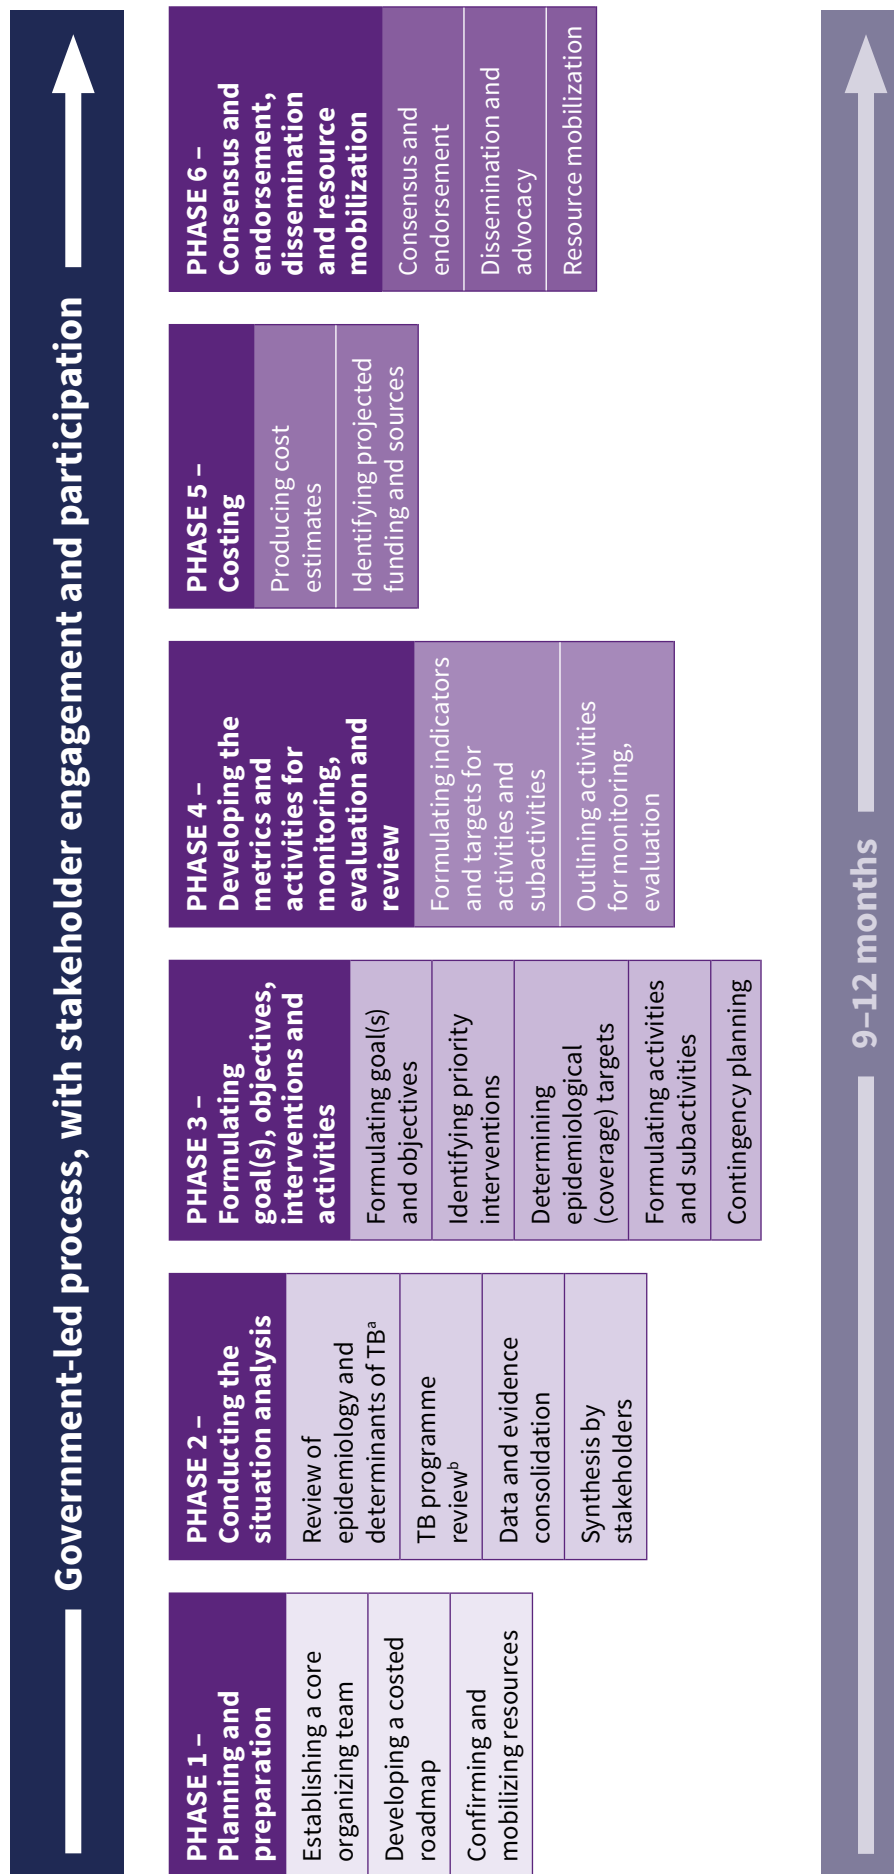 Government-led process, with stakeholder engagement and participation
PHASE 1 –
Planning and
preparation
Establishing a core
organizing team
Developing a costed
roadmap
Confirming and
mobilizing resources
PHASE 2 –
Conducting the
situation analysis
Review of
epidemiology and
determinants of TBᵃ
TB programme
reviewᵇ
Data and evidence
consolidation
Synthesis by
stakeholders
PHASE 3 –
Formulating
goal(s), objectives,
interventions and
activities
Formulating goal(s)
and objectives
Identifying priority
interventions
Determining
epidemiological
(coverage) targets
Formulating activities
and subactivities
Contingency planning
PHASE 4 –
Developing the
metrics and
activities for
monitoring,
evaluation and
review
Formulating indicators
and targets for
activities and
subactivities
Outlining activities
for monitoring,
evaluation
PHASE 5 –
Costing
Producing cost
estimates
Identifying projected
funding and sources
PHASE 6 –
Consensus and
endorsement,
dissemination
and resource
mobilization
Consensus and
endorsement
Dissemination and
advocacy
Resource mobilization
9–12 months